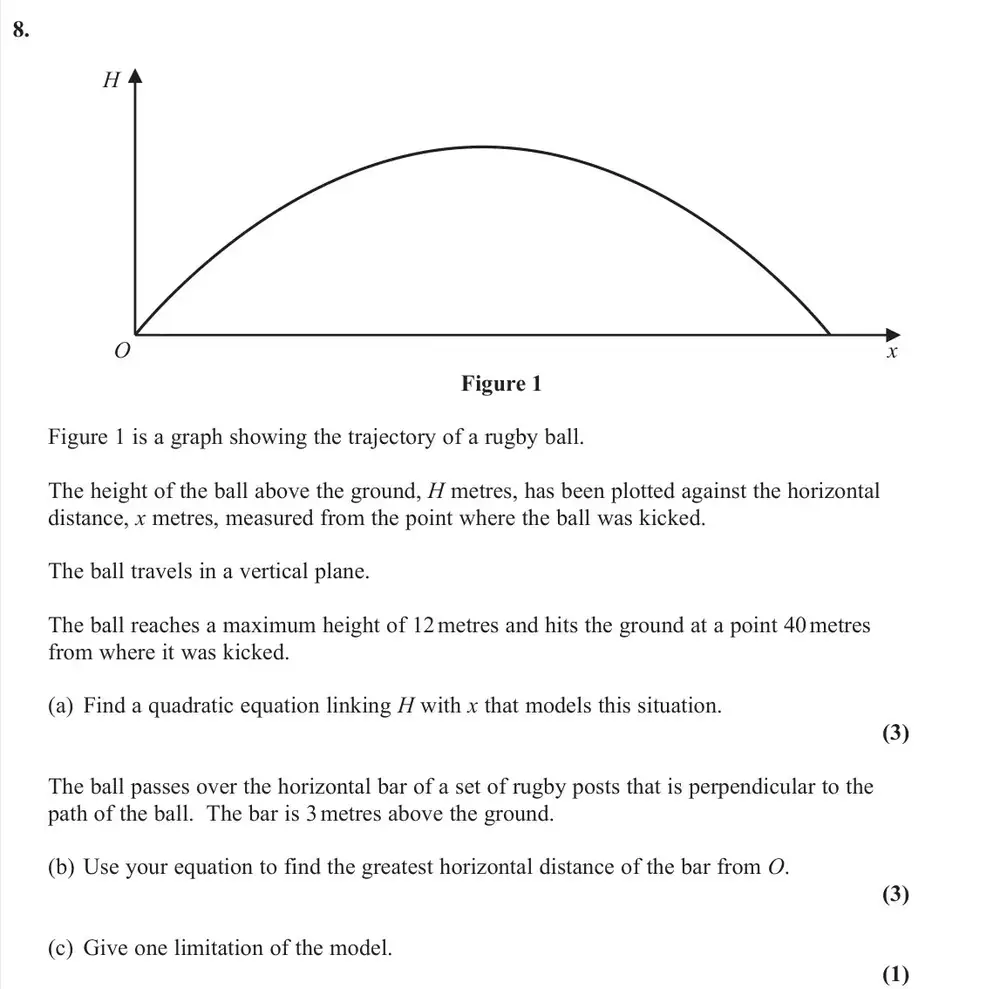 8.
H
O
x
Figure 1
Figure 1 is a graph showing the trajectory of a rugby ball.
The height of the ball above the ground, H metres, has been plotted against the horizontal
distance, x metres, measured from the point where the ball was kicked.
The ball travels in a vertical plane.
The ball reaches a maximum height of 12 metres and hits the ground at a point 40 metres
from where it was kicked.
(a) Find a quadratic equation linking H with x that models this situation.
(3)
The ball passes over the horizontal bar of a set of rugby posts that is perpendicular to the
path of the ball. The bar is 3 metres above the ground.
(b) Use your equation to find the greatest horizontal distance of the bar from O.
(3)
(c) Give one limitation of the model.
(1)